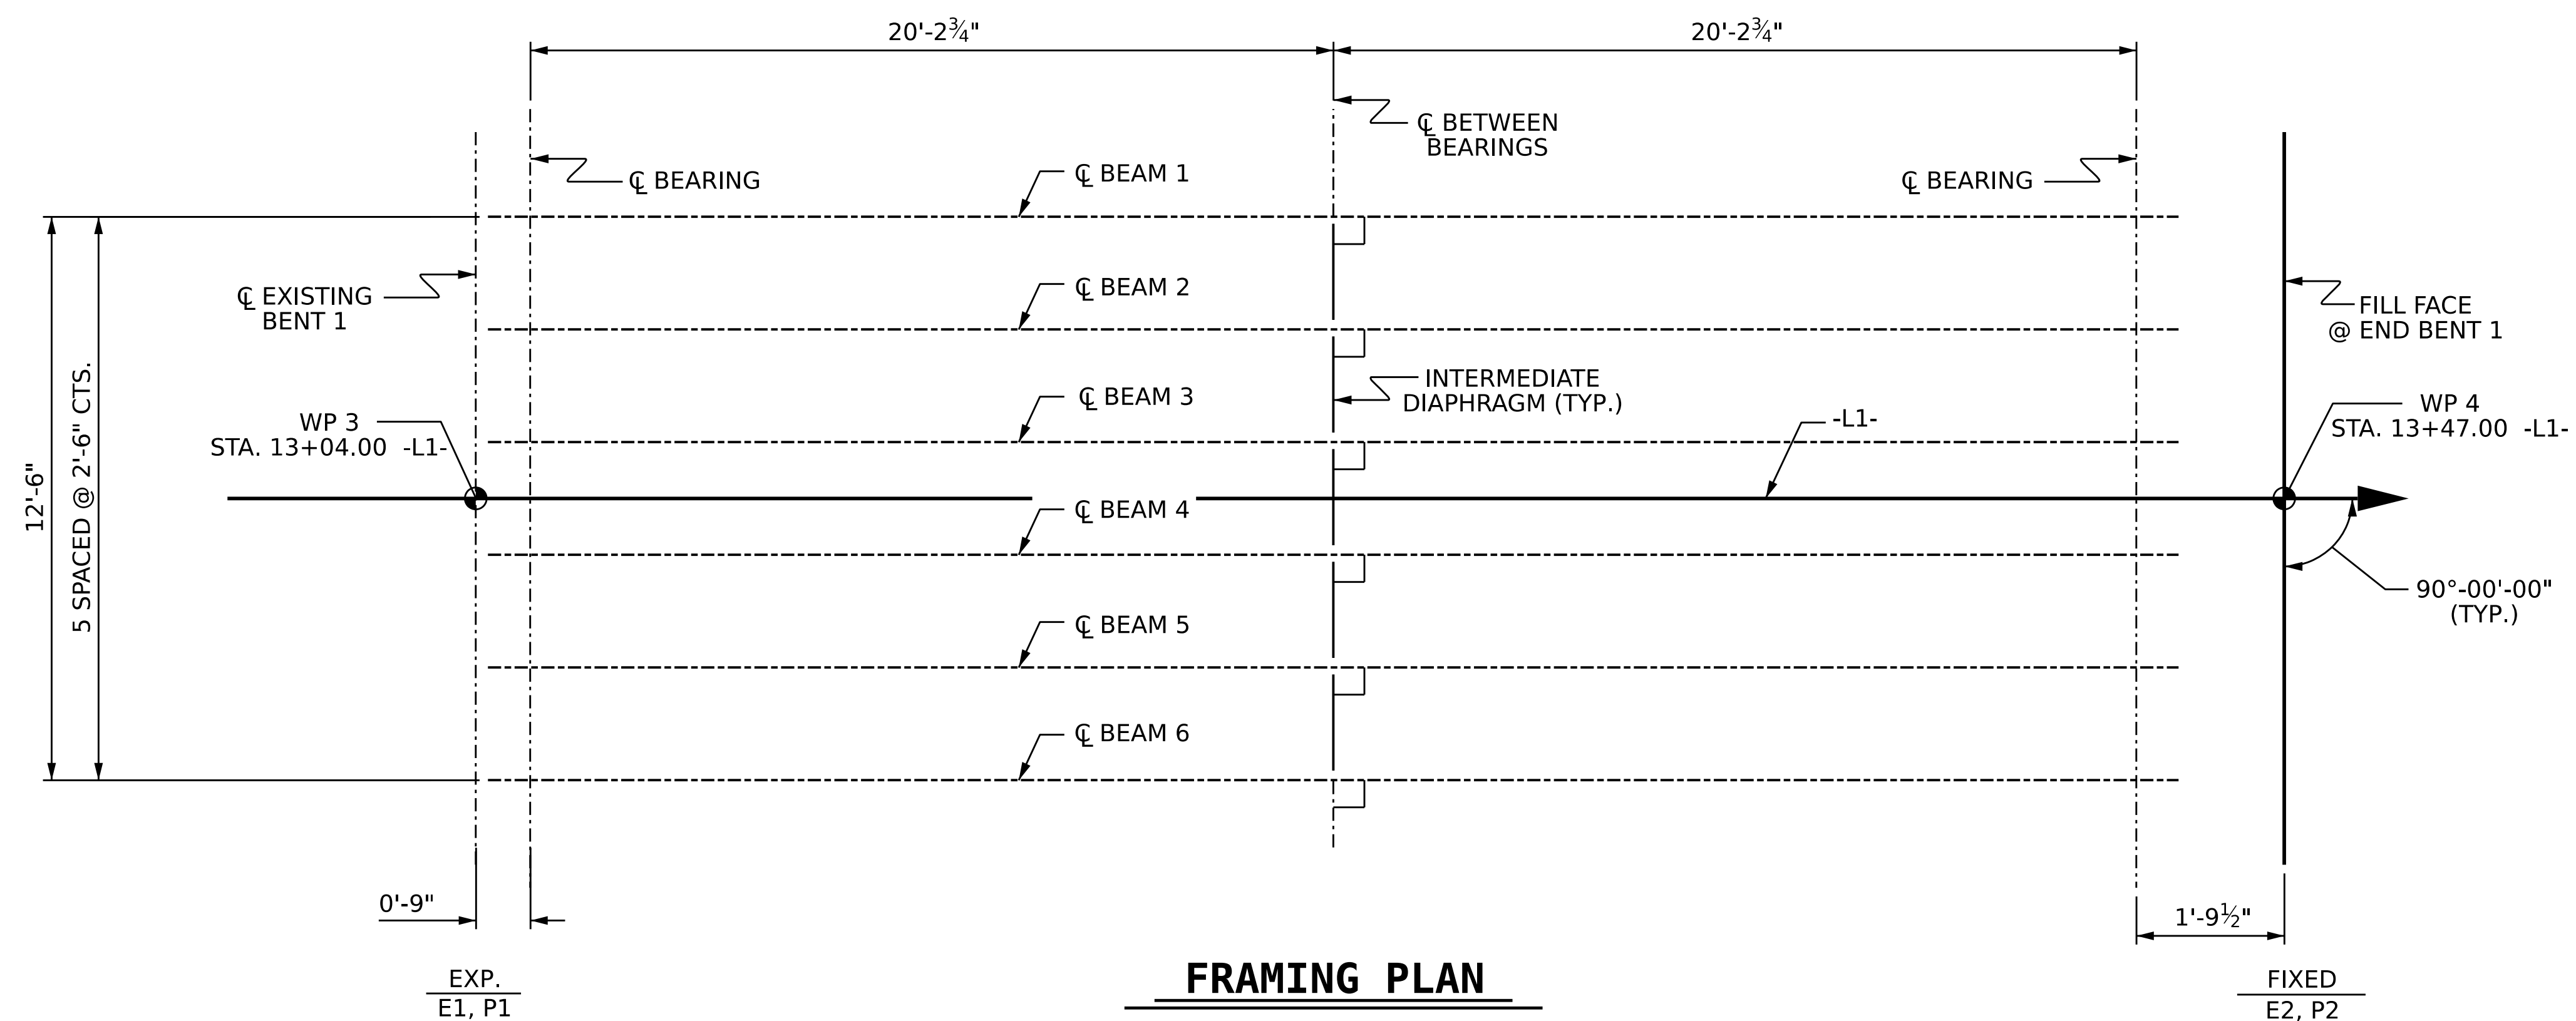 20'-2¾"
20'-2¾"
℄ BETWEEN
BEARINGS
℄ BEARING
℄ BEAM 1
℄ BEARING
℄ EXISTING
BENT 1
℄ BEAM 2
FILL FACE
@ END BENT 1
INTERMEDIATE
DIAPHRAGM (TYP.)
℄ BEAM 3
-L1-
WP 3
STA. 13+04.00 -L1-
WP 4
STA. 13+47.00 -L1-
12'-6"
5 SPACED @ 2'-6" CTS.
℄ BEAM 4
90°-00'-00"
(TYP.)
℄ BEAM 5
℄ BEAM 6
0'-9"
1'-9½"
EXP.
E1, P1
FRAMING PLAN
FIXED
E2, P2